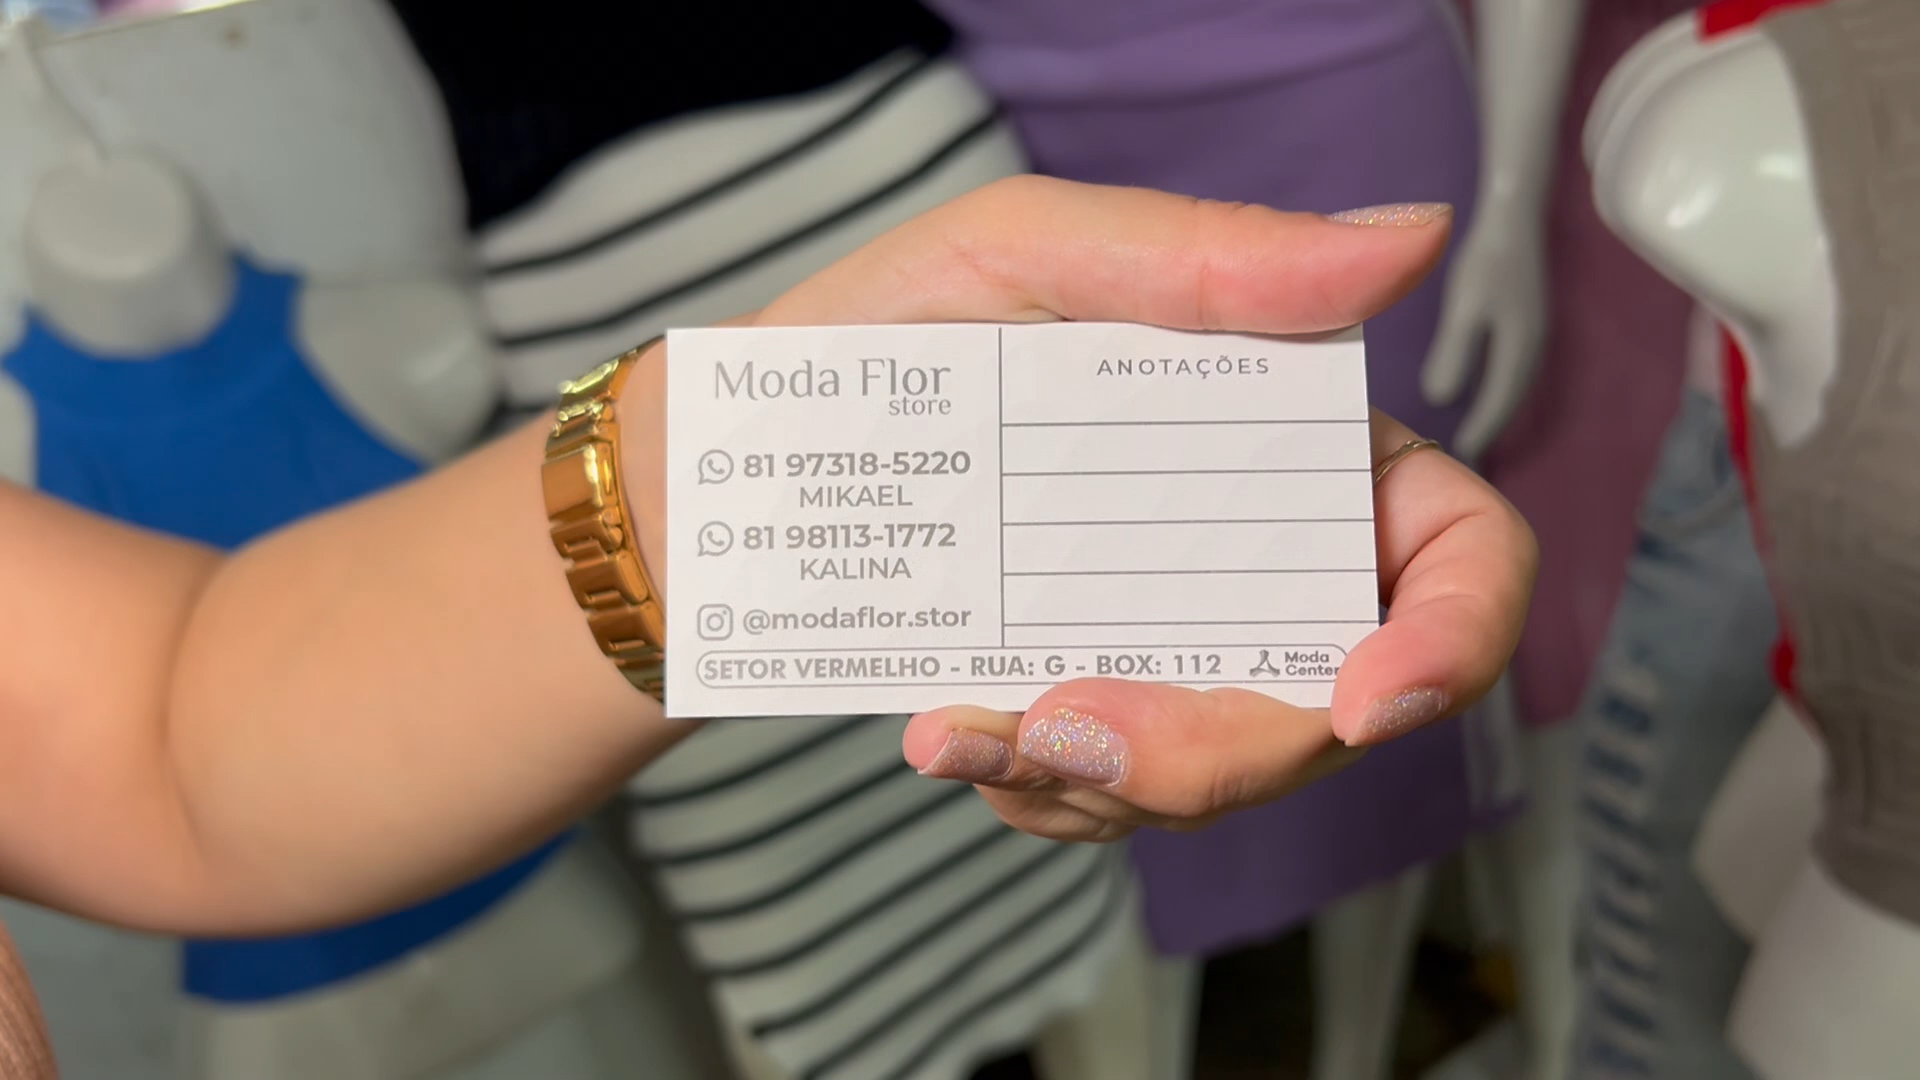 Moda Flor
store
81 97318-5220
MIKAEL
81 98113-1772
KALINA
@modaflor.stor
ANOTAÇÕES
SETOR VERMELHO - RUA: G - BOX: 112
Moda
Center